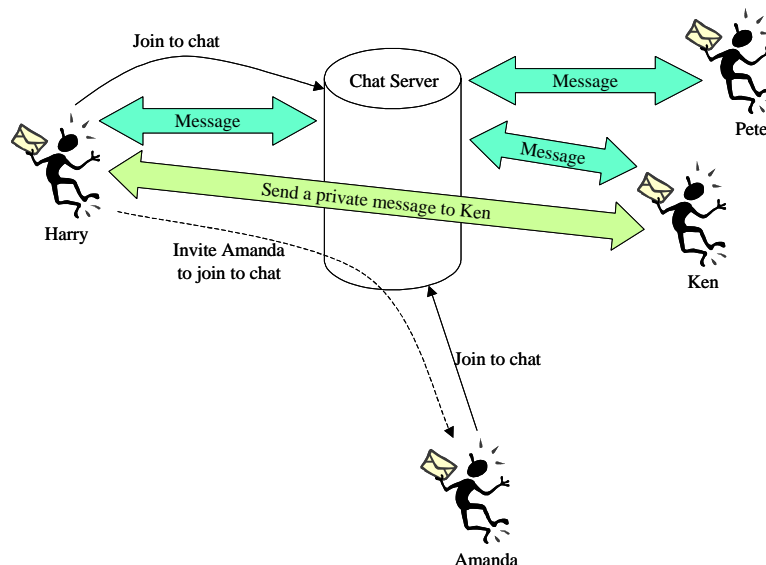 Join to chat
Chat Server
Message
Message
Pete
Message
Send a private message to Ken
Harry
Invite Amanda
to join to chat
Ken
Join to chat
Amanda